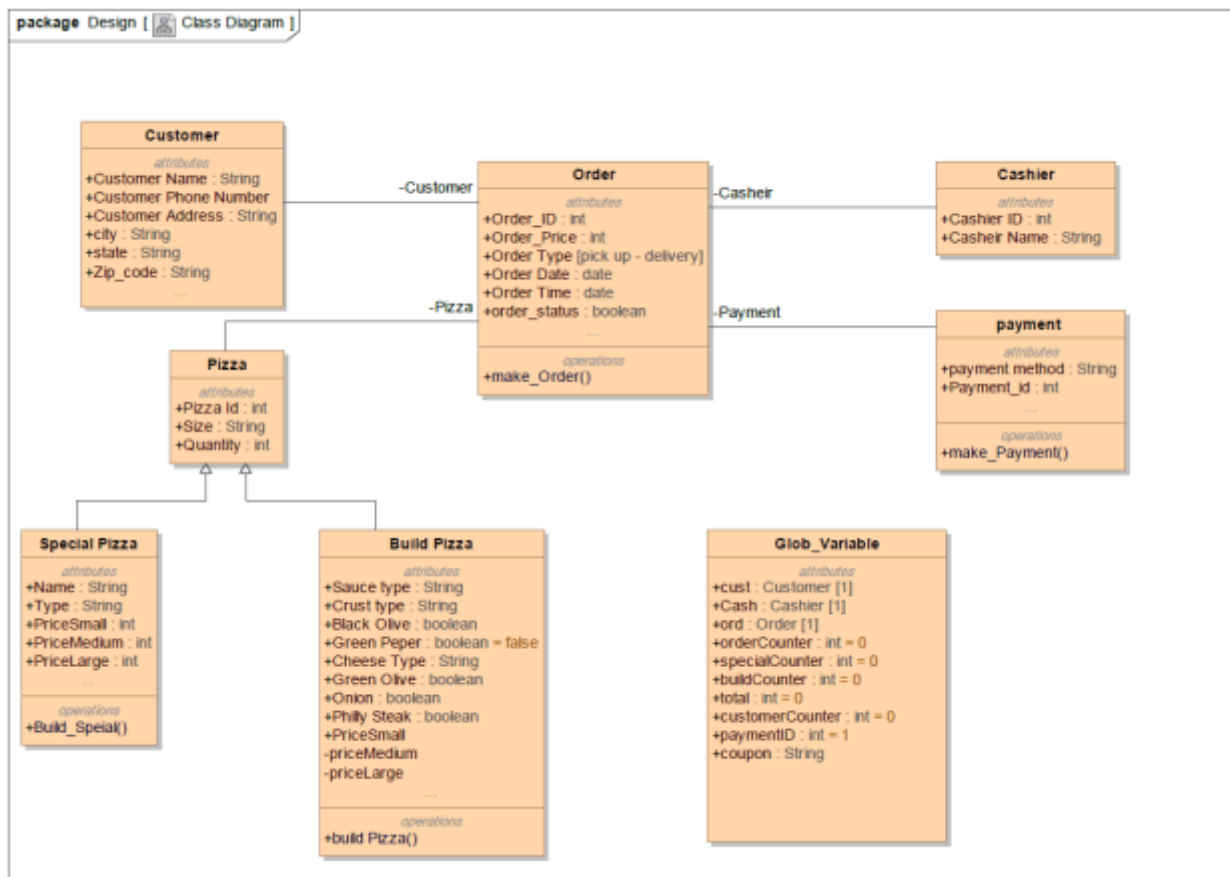 package Design [ Class Diagram ]
Customer
attributes
+Customer Name : String
+Customer Phone Number
+Customer Address : String
+city : String
+state : String
+Zip_code : String
....
-Customer
Order
attributes
+Order_ID : int
+Order_Price : int
+Order Type [pick up - delivery]
+Order Date : date
+Order Time : date
+order_status : boolean
....
operations
+make_Order()
-Casheir
Cashier
attributes
+Cashier ID : int
+Casheir Name : String
-Pizza
-Payment
payment
attributes
+payment method : String
+Payment_id : int
....
operations
+make_Payment()
Pizza
attributes
+Pizza Id : int
+Size : String
+Quantity : int
Special Pizza
attributes
+Name : String
+Type : String
+PriceSmall : int
+PriceMedium : int
+PriceLarge : int
....
operations
+Build_Speial()
Build Pizza
attributes
+Sauce type : String
+Crust type : String
+Black Olive : boolean
+Green Peper : boolean = false
+Cheese Type : String
+Green Olive : boolean
+Onion : boolean
+Philly Steak : boolean
+PriceSmall
-priceMedium
-priceLarge
....
operations
+build Pizza()
Glob_Variable
attributes
+cust : Customer [1]
+Cash : Cashier [1]
+ord : Order [1]
+orderCounter : int = 0
+specialCounter : int = 0
+buildCounter : int = 0
+total : int = 0
+customerCounter : int = 0
+paymentID : int = 1
+coupon : String